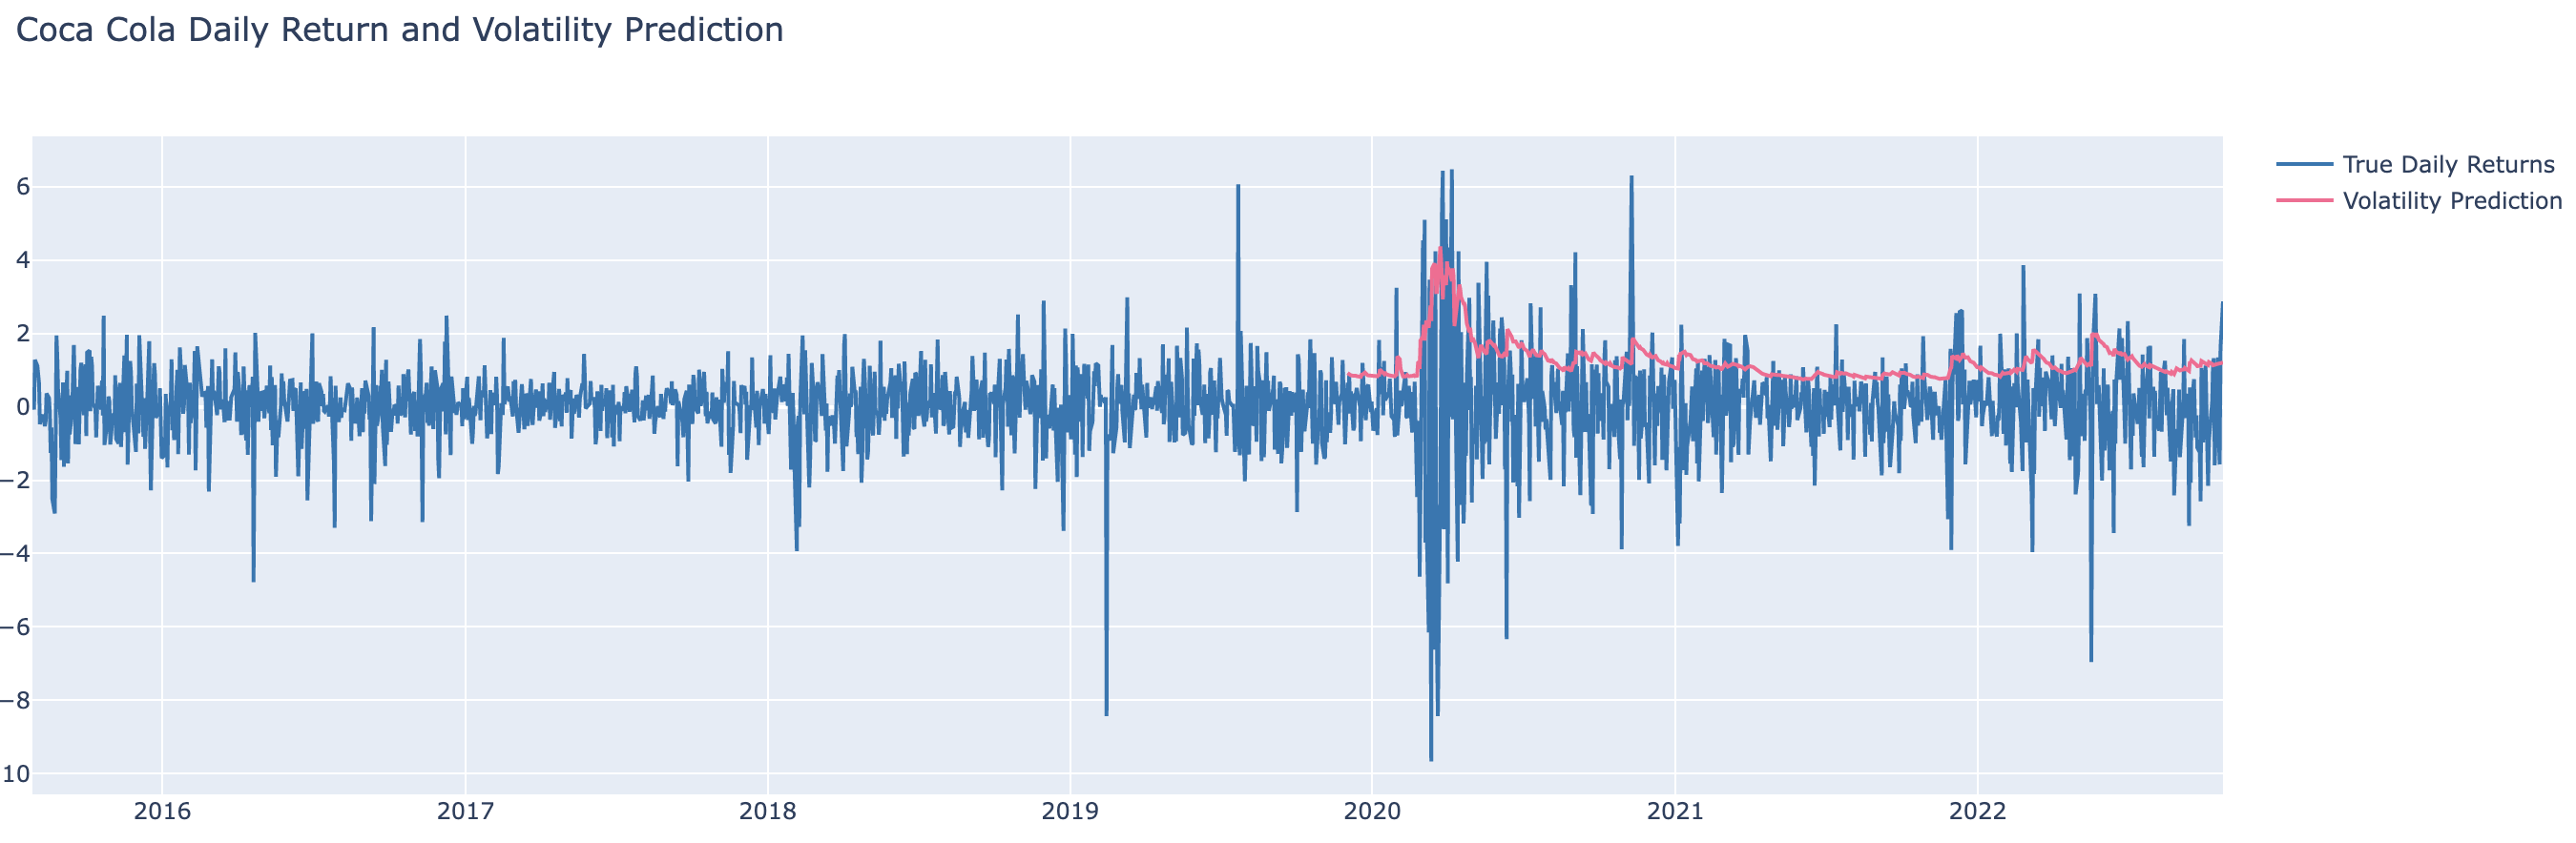 Coca Cola Daily Return and Volatility Prediction
True Daily Returns
Volatility Prediction
6
4
2
0
−2
−4
−6
−8
10
2016 2017 2018 2019 2020 2021 2022